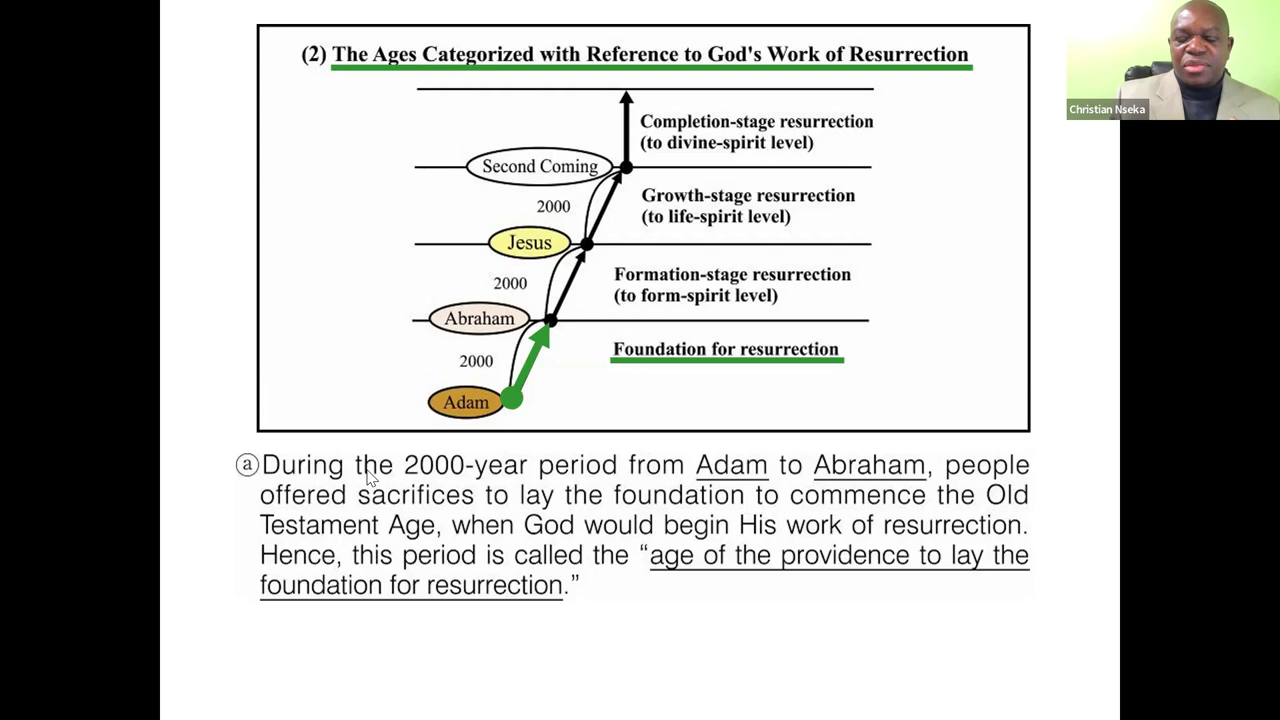 (2) The Ages Categorized with Reference to God's Work of Resurrection
Christian Nseka
Completion-stage resurrection
(to divine-spirit level)
Second Coming
Growth-stage resurrection
(to life-spirit level)
2000
Jesus
Formation-stage resurrection
(to form-spirit level)
2000
Abraham
Foundation for resurrection
2000
Adam
ⓐDuring the 2000-year period from Adam to Abraham, people
offered sacrifices to lay the foundation to commence the Old
Testament Age, when God would begin His work of resurrection.
Hence, this period is called the “age of the providence to lay the
foundation for resurrection.”